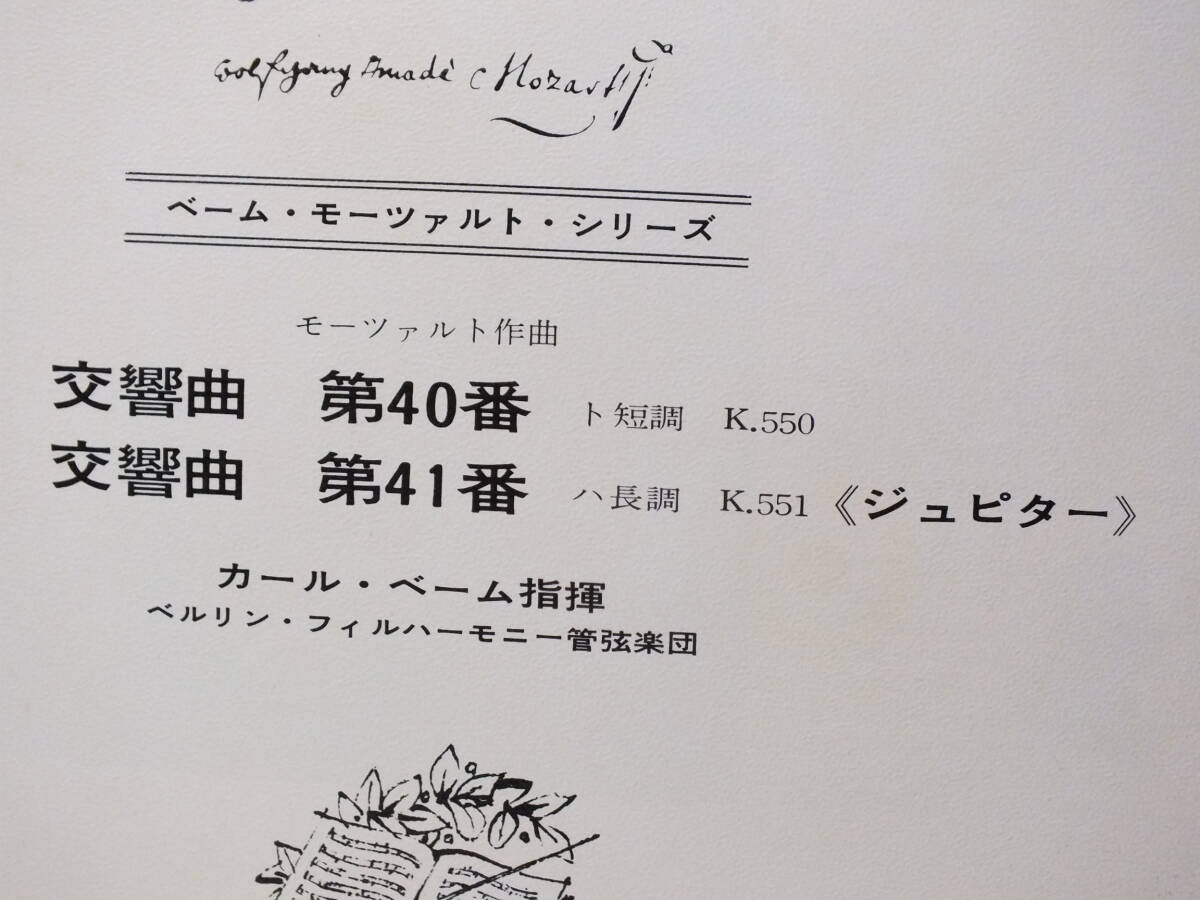 Wolfgang Amadè Mozart
ベーム・モーツァルト・シリーズ
モーツァルト作曲
交響曲 第40番 ト短調 K.550
交響曲 第41番 ハ長調 K.551《ジュピター》
カール・ベーム指揮
ベルリン・フィルハーモニー管弦楽団